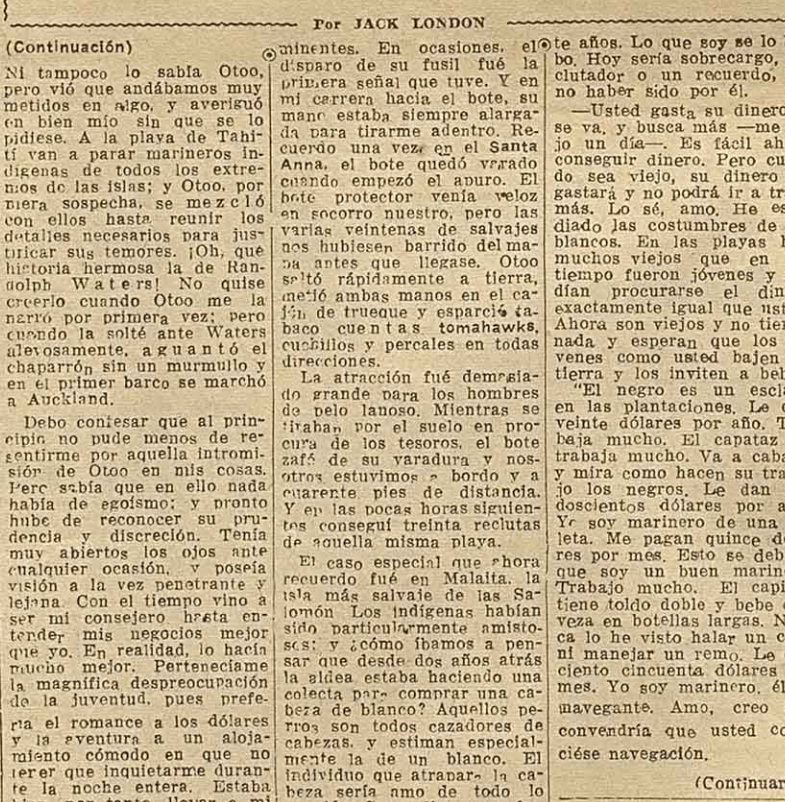 Por JACK LONDON
(Continuación)
Ni tampoco lo sabía Otoo,
pero vió que andábamos muy
metidos en algo, y averiguó
en bien mío sin que se lo
pidiese. A la playa de Tahi-
tí van a parar marineros in-
dígenas de todos los extre-
mos de las islas; y Otoo, por
mera sospecha, se mezcló
con ellos hasta reunir los
detalles necesarios para jus-
tificar sus temores. ¡Oh, qué
historia hermosa la de Ran-
dolph Waters! No quise
creerlo cuando Otoo me la
narró por primera vez; pero
cuando la solté ante Waters
alevosamente, aguantó el
chaparrón sin un murmullo y
en el primer barco se marchó
a Auckland.
Debo confesar que al prin-
cipio no pude menos de re-
sentirme por aquella intromi-
sión de Otoo en mis cosas.
Pero sabía que en ello nada
había de egoísmo; y pronto
hube de reconocer su pru-
dencia y discreción. Tenía
muy abiertos los ojos ante
cualquier ocasión, y poseía
visión a la vez penetrante y
lejana. Con el tiempo vino a
ser mi consejero hasta en-
tender mis negocios mejor
que yo. En realidad, lo hacía
mucho mejor. Perteneciame
la magnífica despreocupación
de la juventud, pues prefe-
ría el romance a los dólares
y la aventura a un aloja-
miento cómodo en que no
tener que inquietarme duran-
te la noche entera. Estaba
minentes. En ocasiones, el
disparo de su fusil fué la
primera señal que tuve. Y en
mi carrera hacia el bote, su
mano estaba siempre alarga-
da para tirarme adentro. Re-
cuerdo una vez, en el Santa
Anna, el bote quedó varado
cuando empezó el apuro. El
bote protector venía veloz
en socorro nuestro, pero las
varias veintenas de salvajes
nos hubiesen barrido del ma-
pa antes que llegase. Otoo
saltó rápidamente a tierra,
metió ambas manos en el ca-
jón de trueque y esparció ta-
baco cuentas tomahawks,
cuchillos y percales en todas
direcciones.
La atracción fué demasia-
do grande para los hombres
de pelo lanoso. Mientras se
tiraban por el suelo en pro-
cura de los tesoros, el bote
zafó de su varadura y nos-
otros estuvimos a bordo y a
cuarente pies de distancia.
Y en las pocas horas siguien-
tes conseguí treinta reclutas
de aquella misma playa.
El caso especial que ahora
recuerdo fué en Malaita, la
isla más salvaje de las Sa-
lomón Los indígenas habían
sido particularmente amisto-
sos; y ¿cómo íbamos a pen-
sar que desde dos años atrás
la aldea estaba haciendo una
colecta para comprar una ca-
beza de blanco? Aquellos pe-
rros son todos cazadores de
cabezas, y estiman especial-
mente la de un blanco. El
individuo que atrapara la ca-
beza sería amo de todo lo
te años. Lo que soy se lo
bo. Hoy sería sobrecargo,
clutador o un recuerdo,
no haber sido por él.
—Usted gasta su dinero
se va, y busca más —me
jo un día—. Es fácil ah
conseguir dinero. Pero cu
do sea viejo, su dinero
gastará y no podrá ir a tra
más. Lo sé, amo. He es
diado las costumbres de
blancos. En las playas h
muchos viejos que en
tiempo fueron jóvenes y
dían procurarse el din
exactamente igual que ust
Ahora son viejos y no tien
nada y esperan que los
venes como usted bajen
tierra y los inviten a beb
"El negro es un escla
en las plantaciones. Le d
veinte dólares por año. T
baja mucho. El capataz
trabaja mucho. Va a caba
y mira como hacen su tra
jo los negros. Le dan
doscientos dólares por a
Yo soy marinero de una
leta. Me pagan quince dó
res por mes. Esto se deb
que soy un buen marine
Trabajo mucho. El capi
tiene toldo doble y bebe c
veza en botellas largas. N
ca lo he visto halar un c
ni manejar un remo. Le
ciento cincuenta dólares
mes. Yo soy marinero, él
mavegante. Amo, creo
convendría que usted co
ciése navegación.
(Continuar